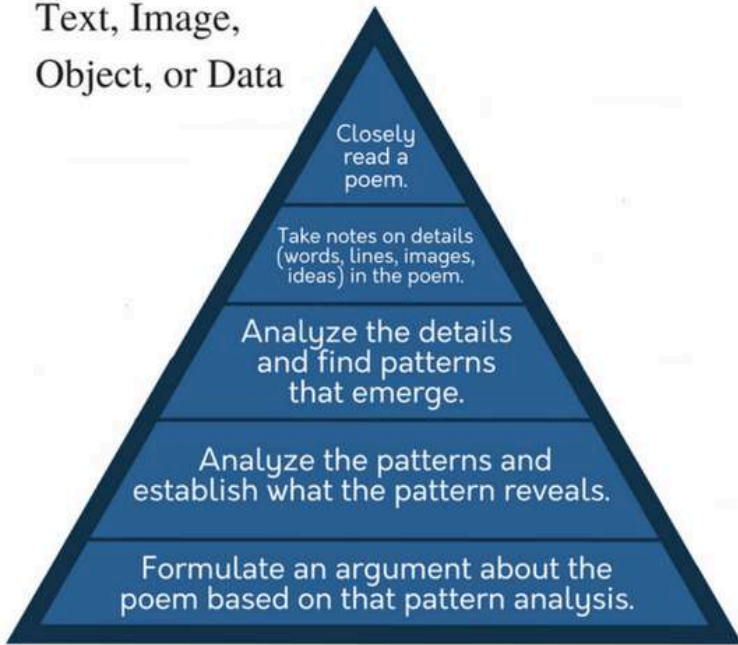 Text, Image,
Object, or Data
Closely
read a
poem.
Take notes on details
(words, lines, images,
ideas) in the poem.
Analyze the details
and find patterns
that emerge.
Analyze the patterns and
establish what the pattern reveals.
Formulate an argument about the
poem based on that pattern analysis.